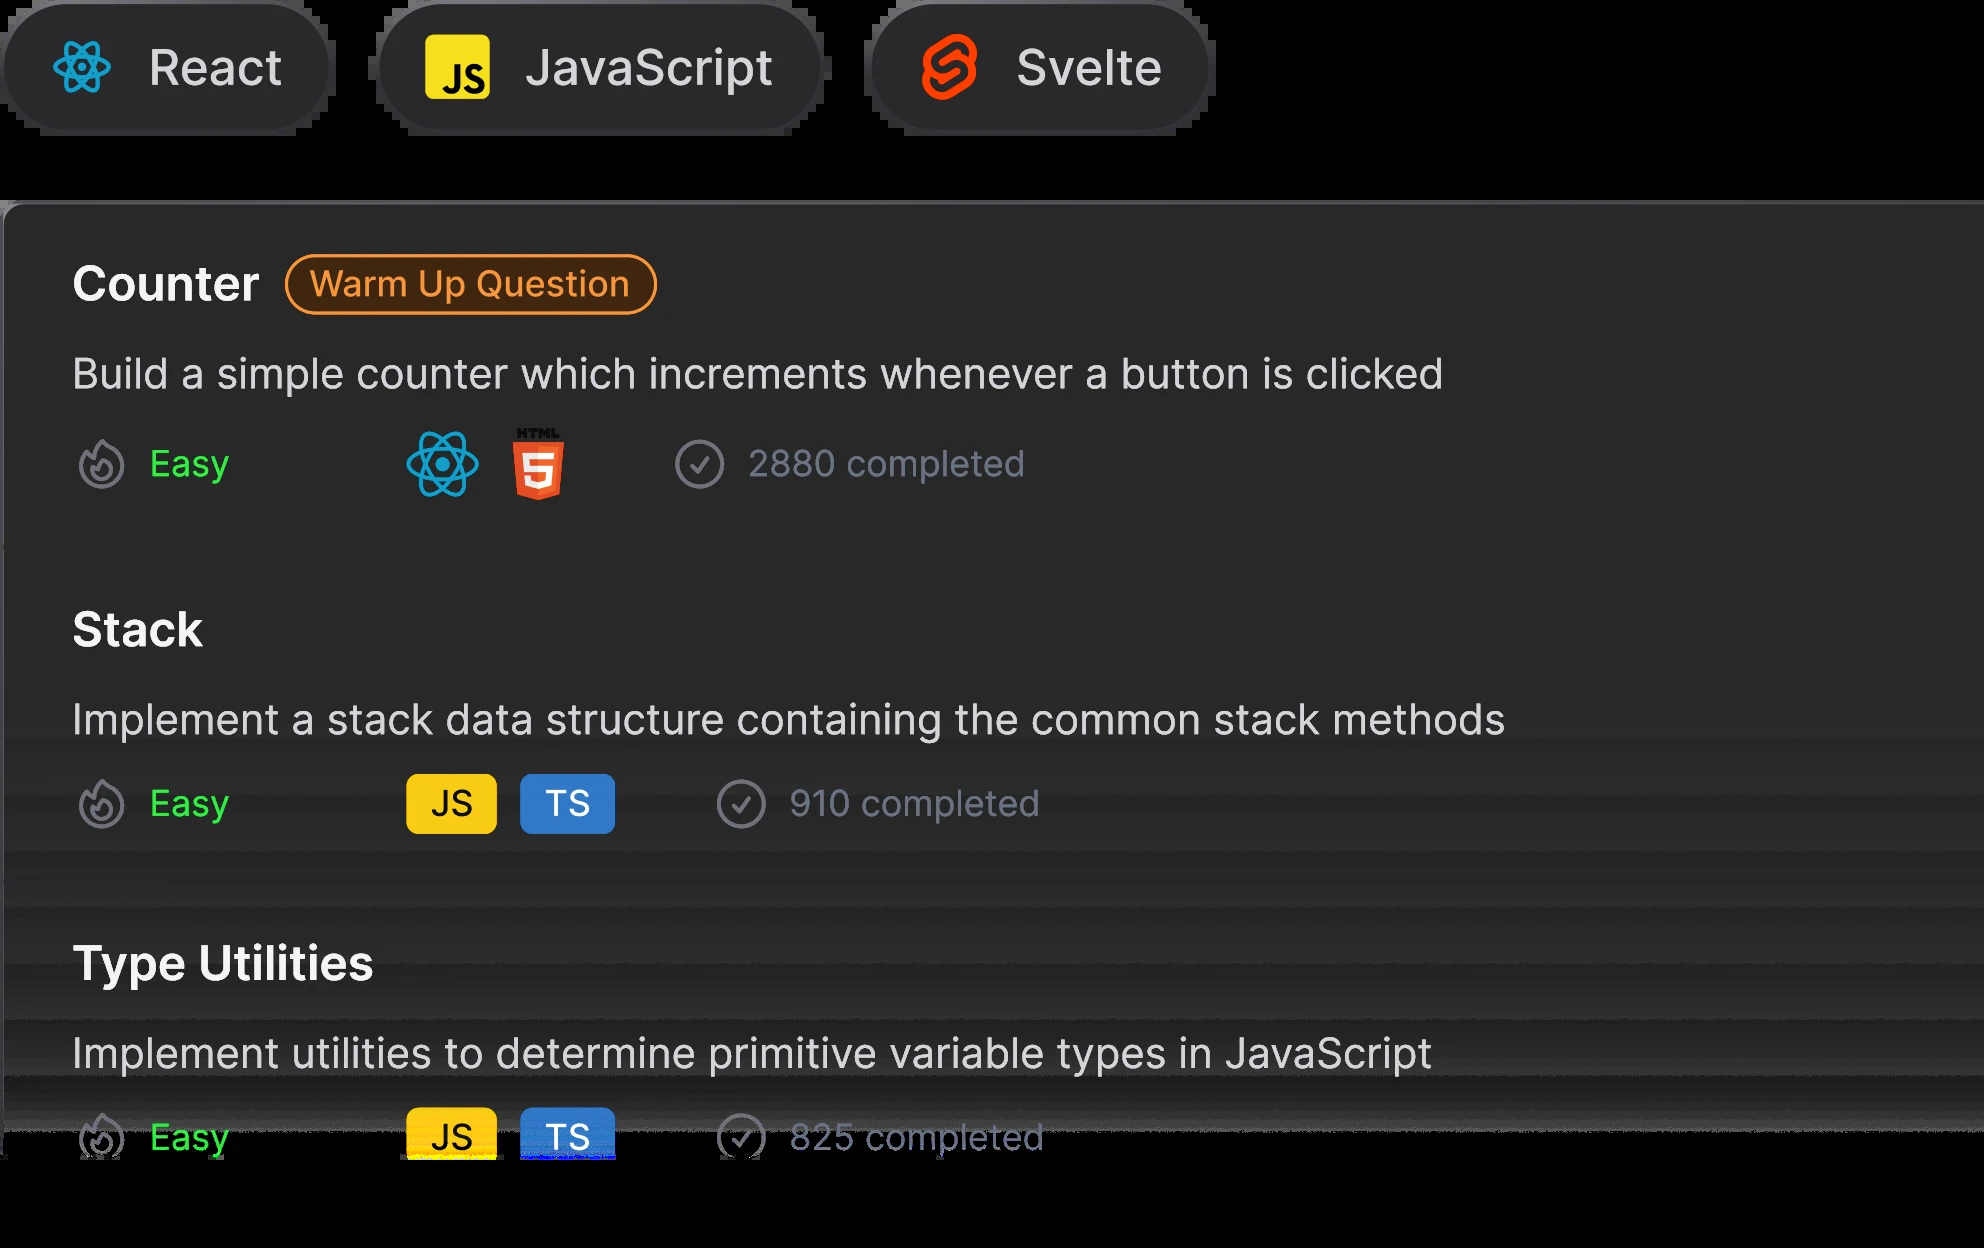 React
JS JavaScript
Svelte
Counter Warm Up Question
Build a simple counter which increments whenever a button is clicked
Easy HTML 5 2880 completed
Stack
Implement a stack data structure containing the common stack methods
Easy JS TS 910 completed
Type Utilities
Implement utilities to determine primitive variable types in JavaScript
Easy JS TS 825 completed